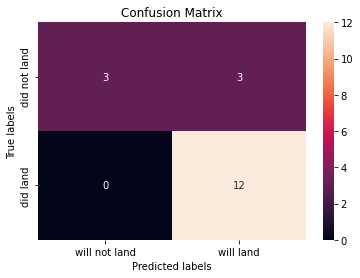 Confusion Matrix
True labels
did not land
did land
3
3
0
12
will not land
will land
Predicted labels
12
10
8
6
4
2
0